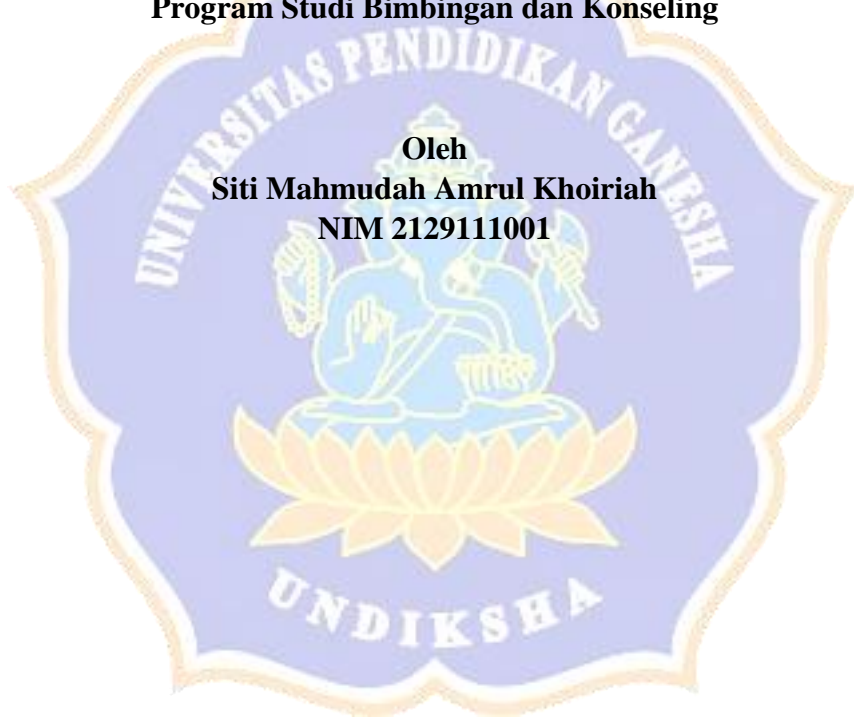 Program Studi Bimbingan dan Konseling
UNIVERSITAS PENDIDIKAN GANESHA
Oleh
Siti Mahmudah Amrul Khoiriah
NIM 2129111001
UNDIKSHA